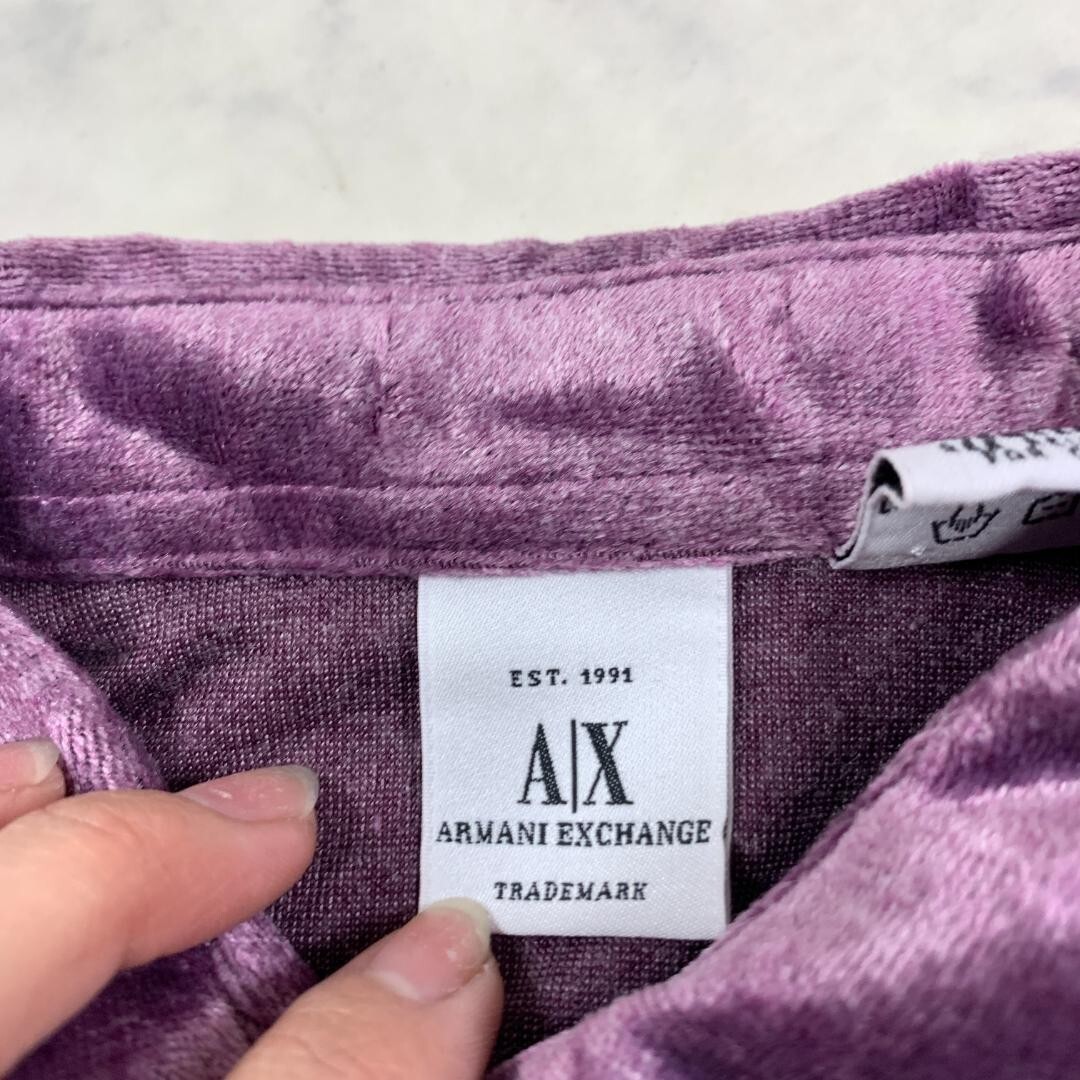 EST. 1991
A|X
ARMANI EXCHANGE
TRADEMARK